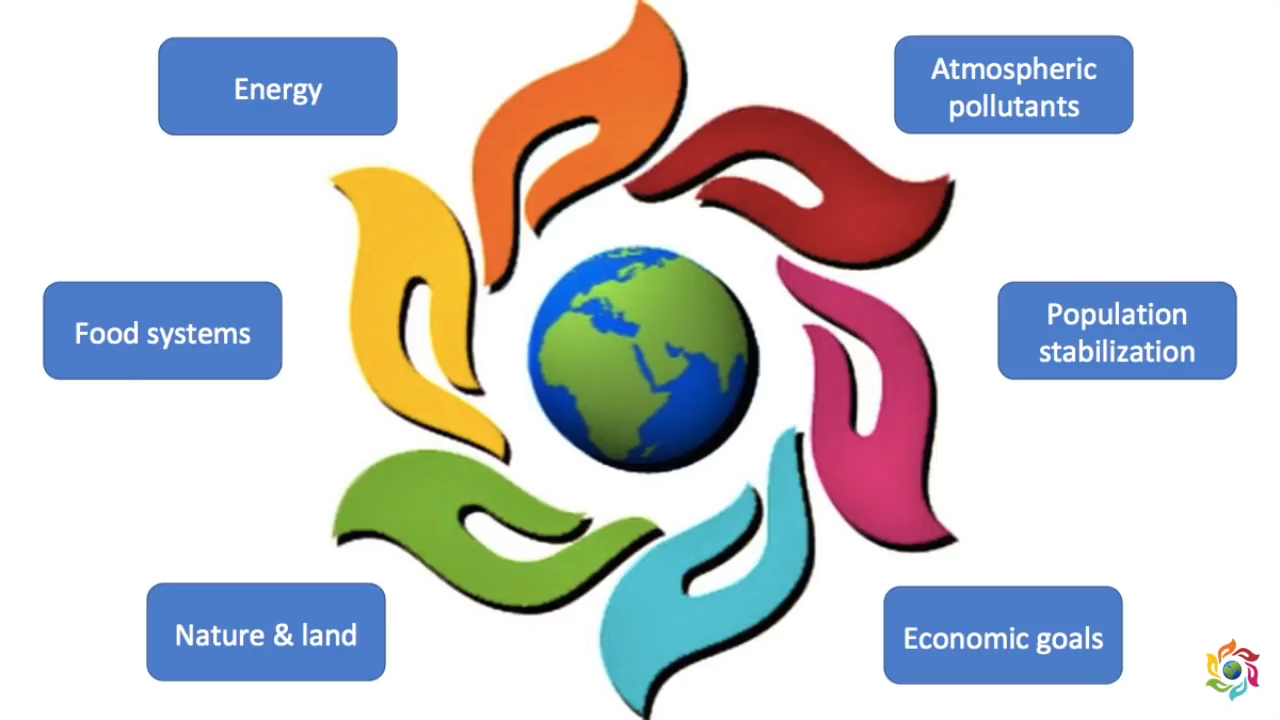 Energy
Atmospheric
pollutants
Food systems
Population
stabilization
Nature & land
Economic goals